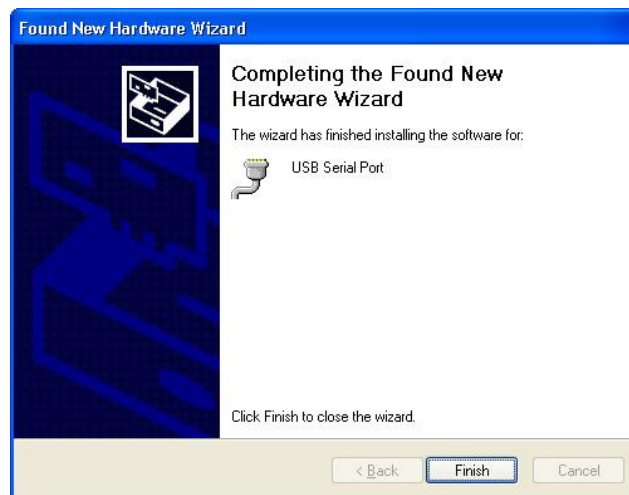 Found New Hardware Wizard
Completing the Found New
Hardware Wizard
The wizard has finished installing the software for:
USB Serial Port
Click Finish to close the wizard.
< Back
Finish
Cancel